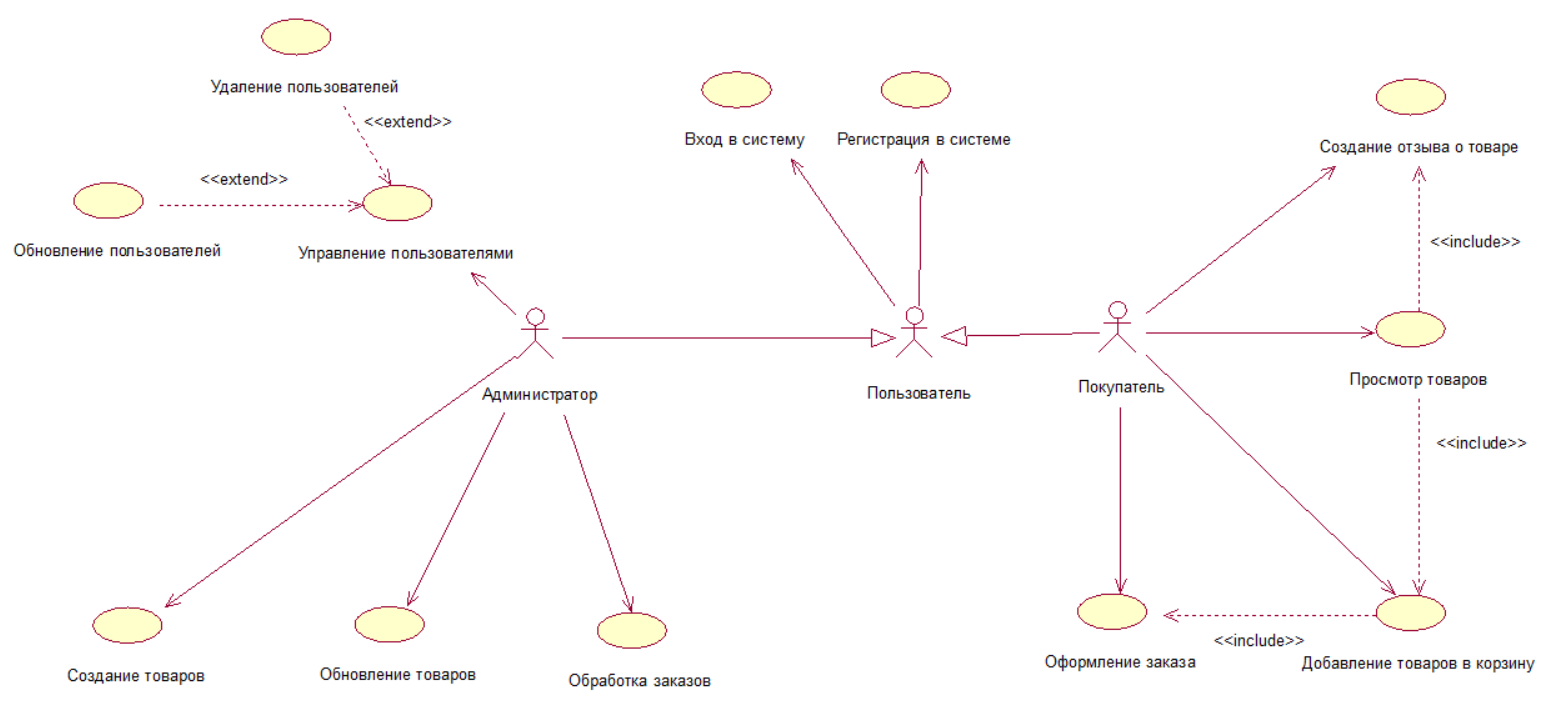 Удаление пользователей
<<extend>>
Вход в систему
Регистрация в системе
Создание отзыва о товаре
<<extend>>
Обновление пользователей
Управление пользователями
<<include>>
Администратор
Пользователь
Покупатель
Просмотр товаров
<<include>>
Создание товаров
Обновление товаров
Обработка заказов
Оформление заказа
<<include>>
Добавление товаров в корзину